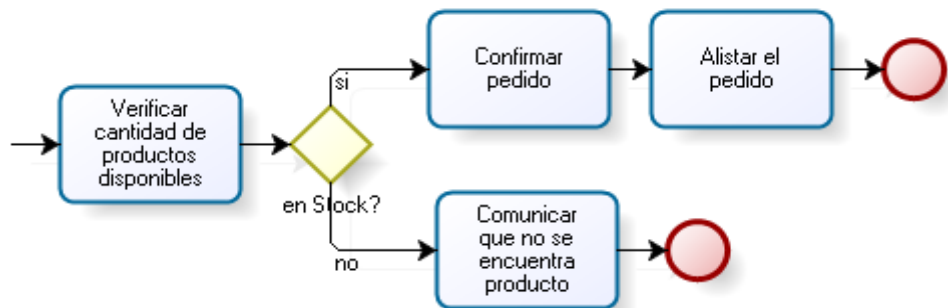 Verificar
cantidad de
productos
disponibles
en Stock?
si
Confirmar
pedido
Alistar el
pedido
no
Comunicar
que no se
encuentra
producto